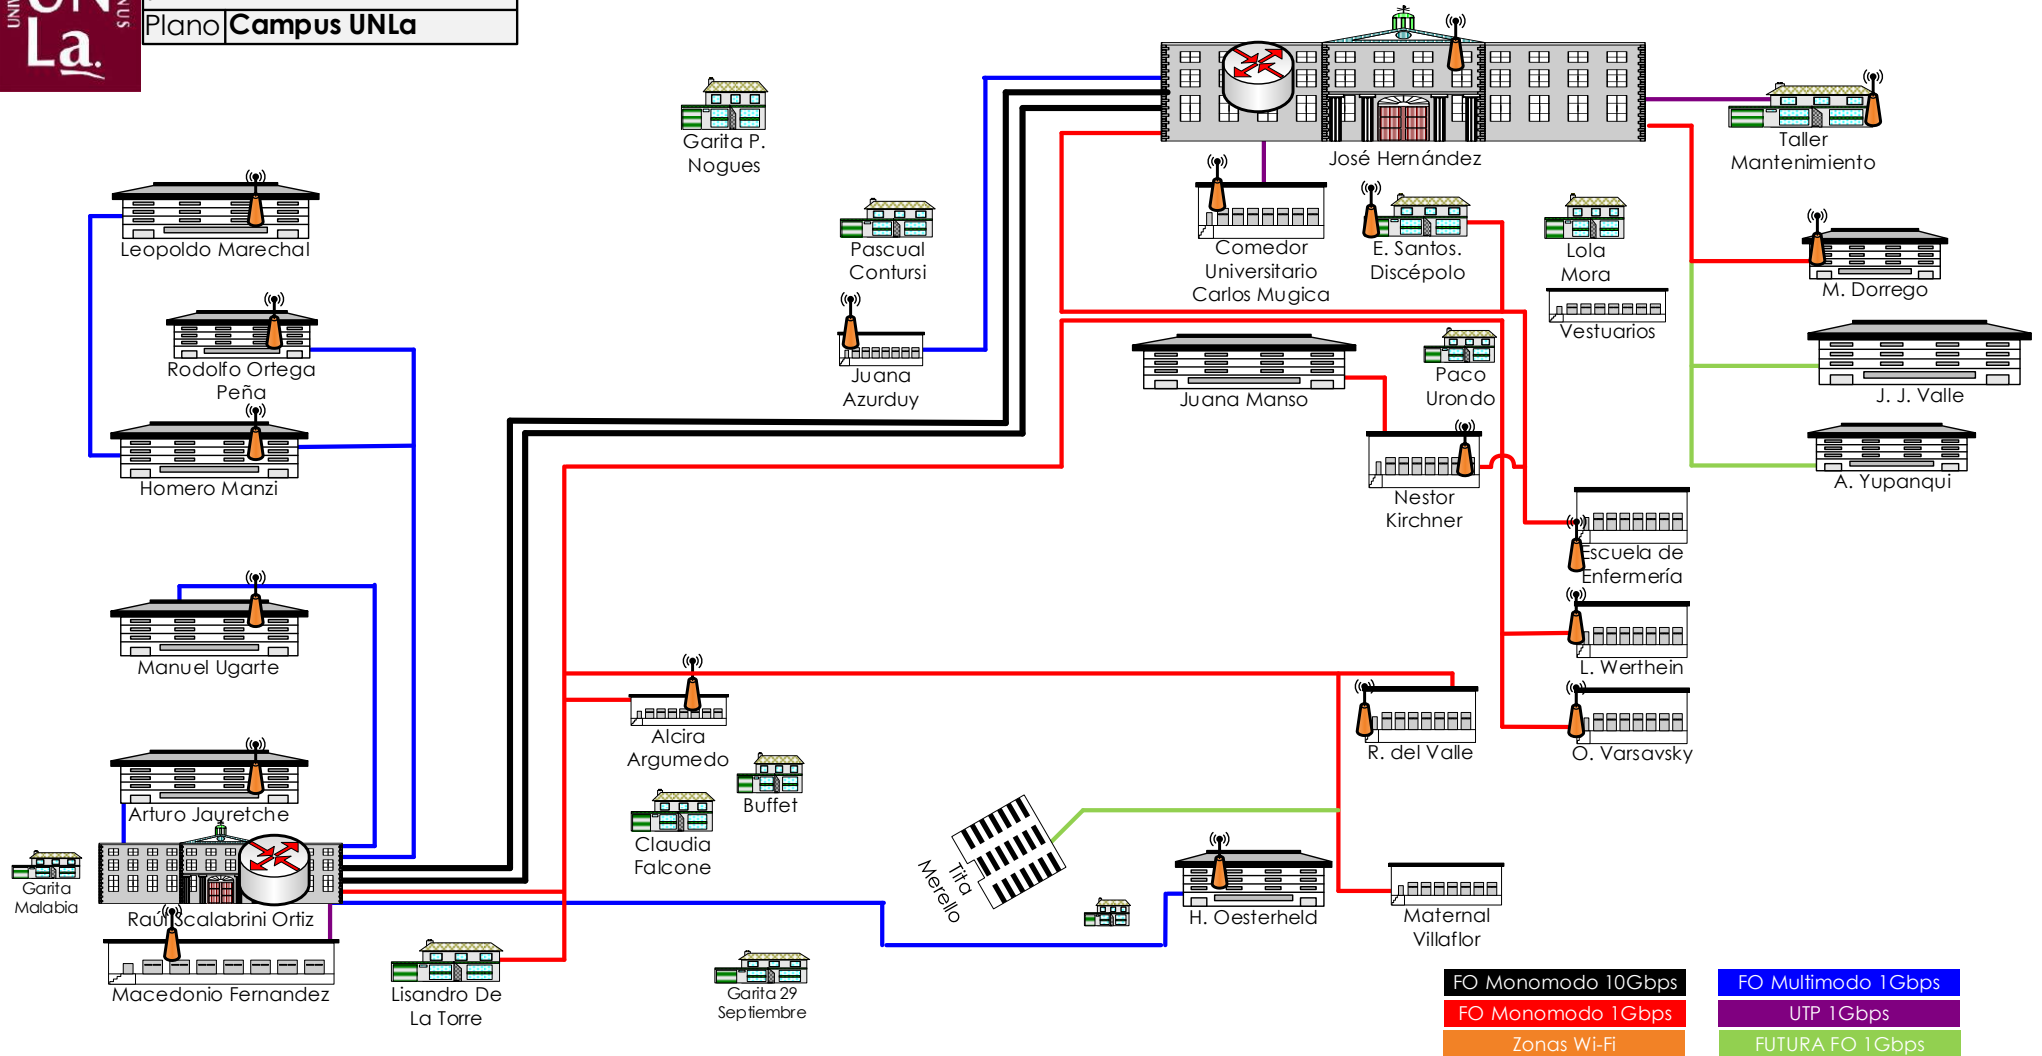 UN
La.
NUS
Plano Campus UNLa
Garita P.
Nogues
José Hernández
Taller
Mantenimiento
Leopoldo Marechal
Pascual
Contursi
Comedor
Universitario
Carlos Mugica
E. Santos.
Discépolo
Lola
Mora
M. Dorrego
Vestuarios
Rodolfo Ortega
Peña
Juana
Azurduy
Juana Manso
Paco
Urondo
J. J. Valle
Homero Manzi
Nestor
Kirchner
A. Yupanqui
Escuela de
Enfermería
Manuel Ugarte
L. Werthein
Alcira
Argumedo
R. del Valle
O. Varsavsky
Buffet
Arturo Jauretche
Claudia
Falcone
Tita
Merello
Garita
Malabia
Raúl Scalabrini Ortiz
H. Oesterheld
Maternal
Villaflor
Macedonio Fernandez
Lisandro De
La Torre
Garita 29
Septiembre
FO Monomodo 10Gbps
FO Multimodo 1Gbps
FO Monomodo 1Gbps
UTP 1Gbps
Zonas Wi-Fi
FUTURA FO 1Gbps